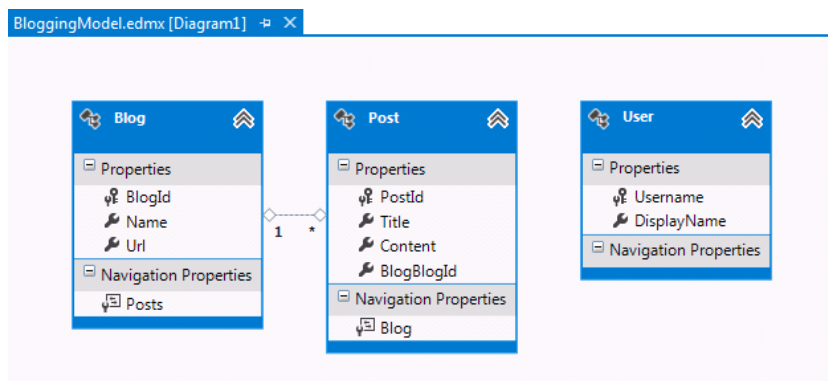 BloggingModel.edmx [Diagram1]
Blog
Properties
BlogId
Name
Url
Navigation Properties
Posts
1 *
Post
Properties
PostId
Title
Content
BlogBlogId
Navigation Properties
Blog
User
Properties
Username
DisplayName
Navigation Properties